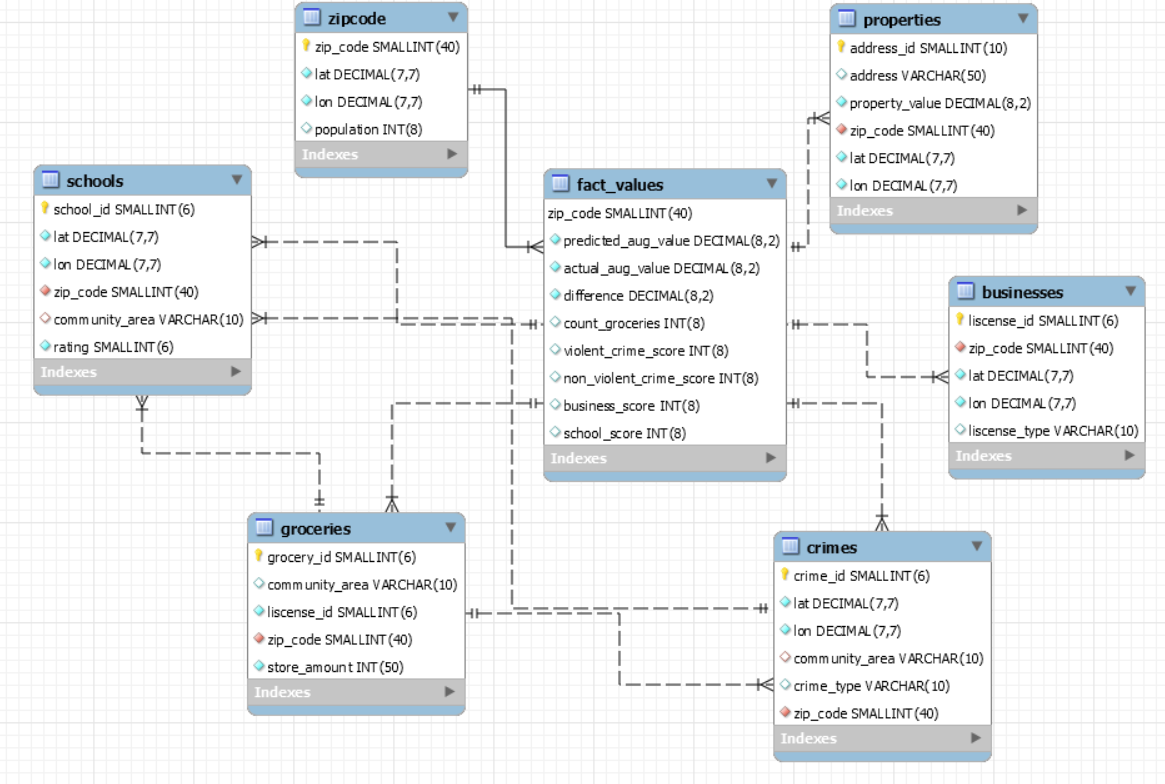 zipcode
zip_code SMALLINT(40)
lat DECIMAL(7,7)
lon DECIMAL(7,7)
population INT(8)
Indexes
properties
address_id SMALLINT(10)
address VARCHAR(50)
property_value DECIMAL(8,2)
zip_code SMALLINT(40)
lat DECIMAL(7,7)
lon DECIMAL(7,7)
Indexes
schools
school_id SMALLINT(6)
lat DECIMAL(7,7)
lon DECIMAL(7,7)
zip_code SMALLINT(40)
community_area VARCHAR(10)
rating SMALLINT(6)
Indexes
fact_values
zip_code SMALLINT(40)
predicted_aug_value DECIMAL(8,2)
actual_aug_value DECIMAL(8,2)
difference DECIMAL(8,2)
count_groceries INT(8)
violent_crime_score INT(8)
non_violent_crime_score INT(8)
business_score INT(8)
school_score INT(8)
Indexes
businesses
liscense_id SMALLINT(6)
zip_code SMALLINT(40)
lat DECIMAL(7,7)
lon DECIMAL(7,7)
liscense_type VARCHAR(10)
Indexes
groceries
grocery_id SMALLINT(6)
community_area VARCHAR(10)
liscense_id SMALLINT(6)
zip_code SMALLINT(40)
store_amount INT(50)
Indexes
crimes
crime_id SMALLINT(6)
lat DECIMAL(7,7)
lon DECIMAL(7,7)
community_area VARCHAR(10)
crime_type VARCHAR(10)
zip_code SMALLINT(40)
Indexes